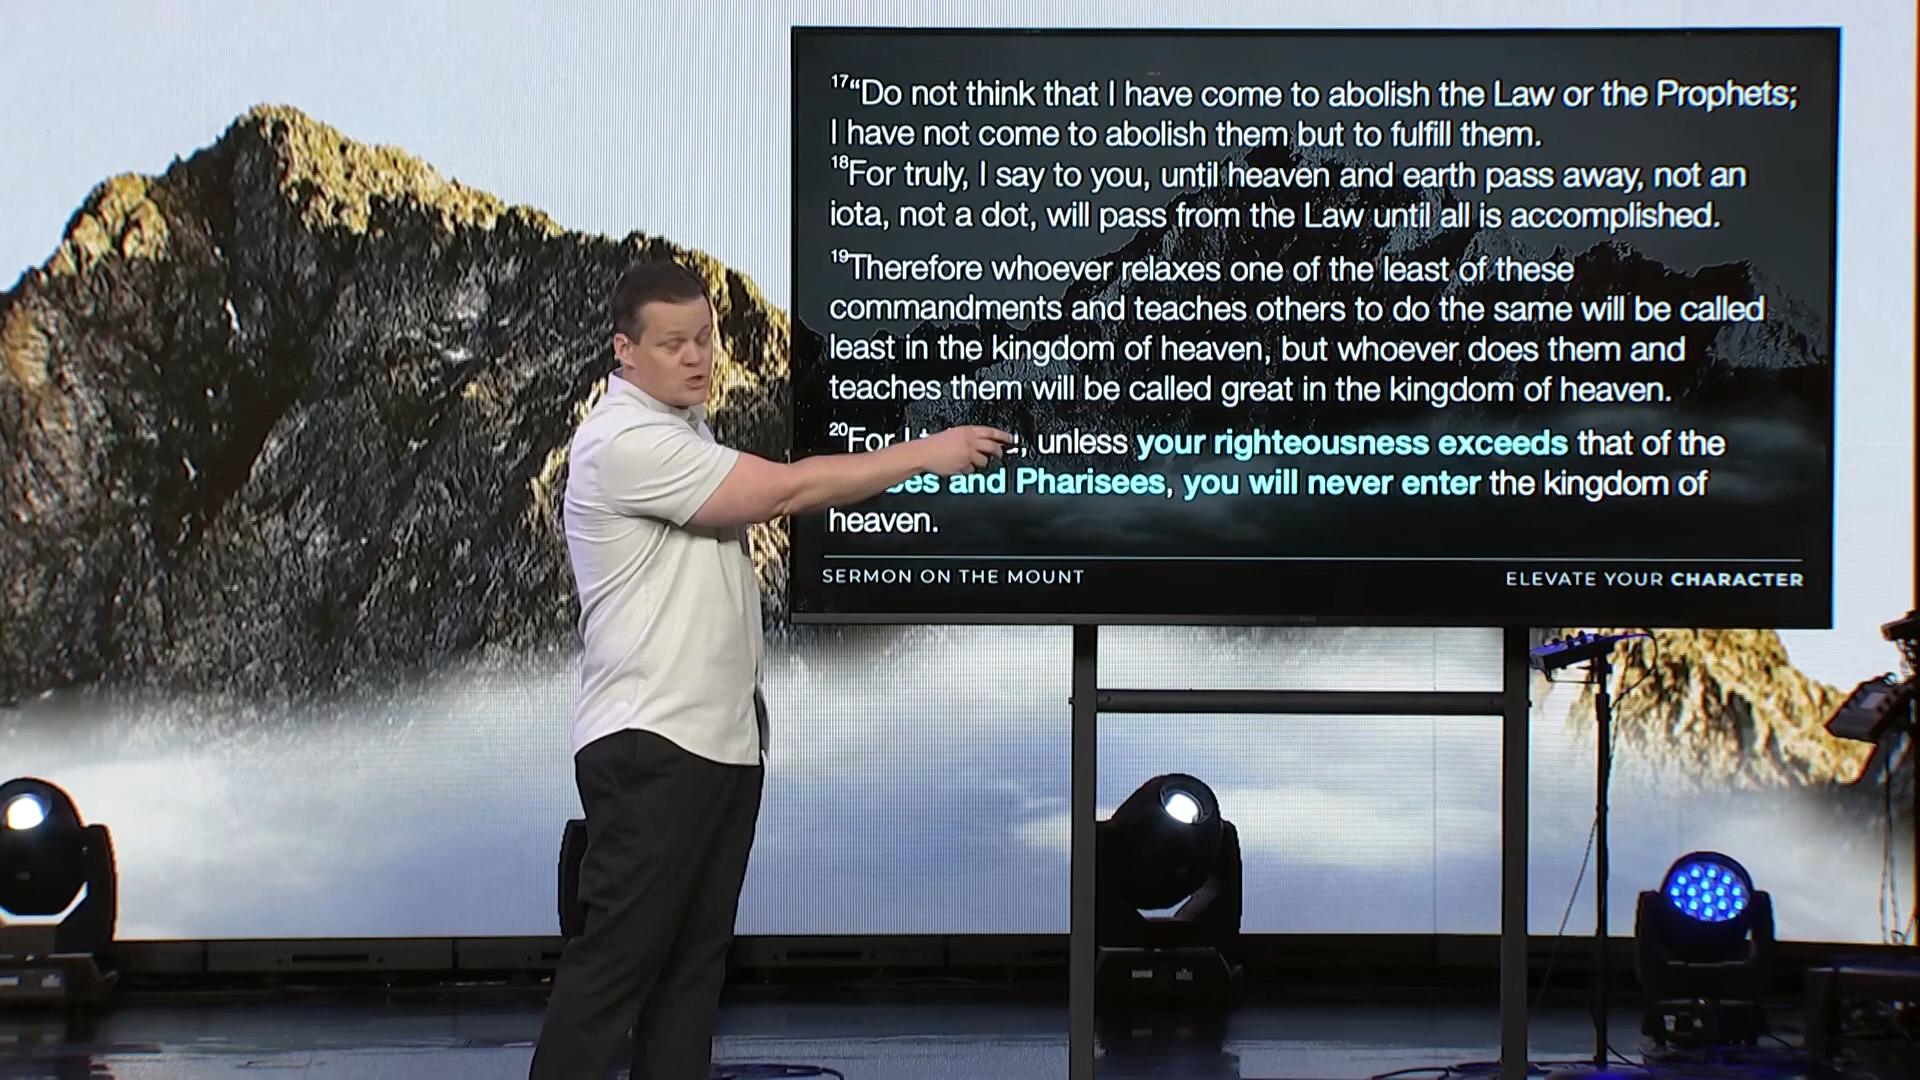 17“Do not think that I have come to abolish the Law or the Prophets;
I have not come to abolish them but to fulfill them.
18For truly, I say to you, until heaven and earth pass away, not an
iota, not a dot, will pass from the Law until all is accomplished.
19Therefore whoever relaxes one of the least of these
commandments and teaches others to do the same will be called
least in the kingdom of heaven, but whoever does them and
teaches them will be called great in the kingdom of heaven.
20For I unless your righteousness exceeds that of the
and Pharisees, you will never enter the kingdom of
heaven.
SERMON ON THE MOUNT
ELEVATE YOUR CHARACTER